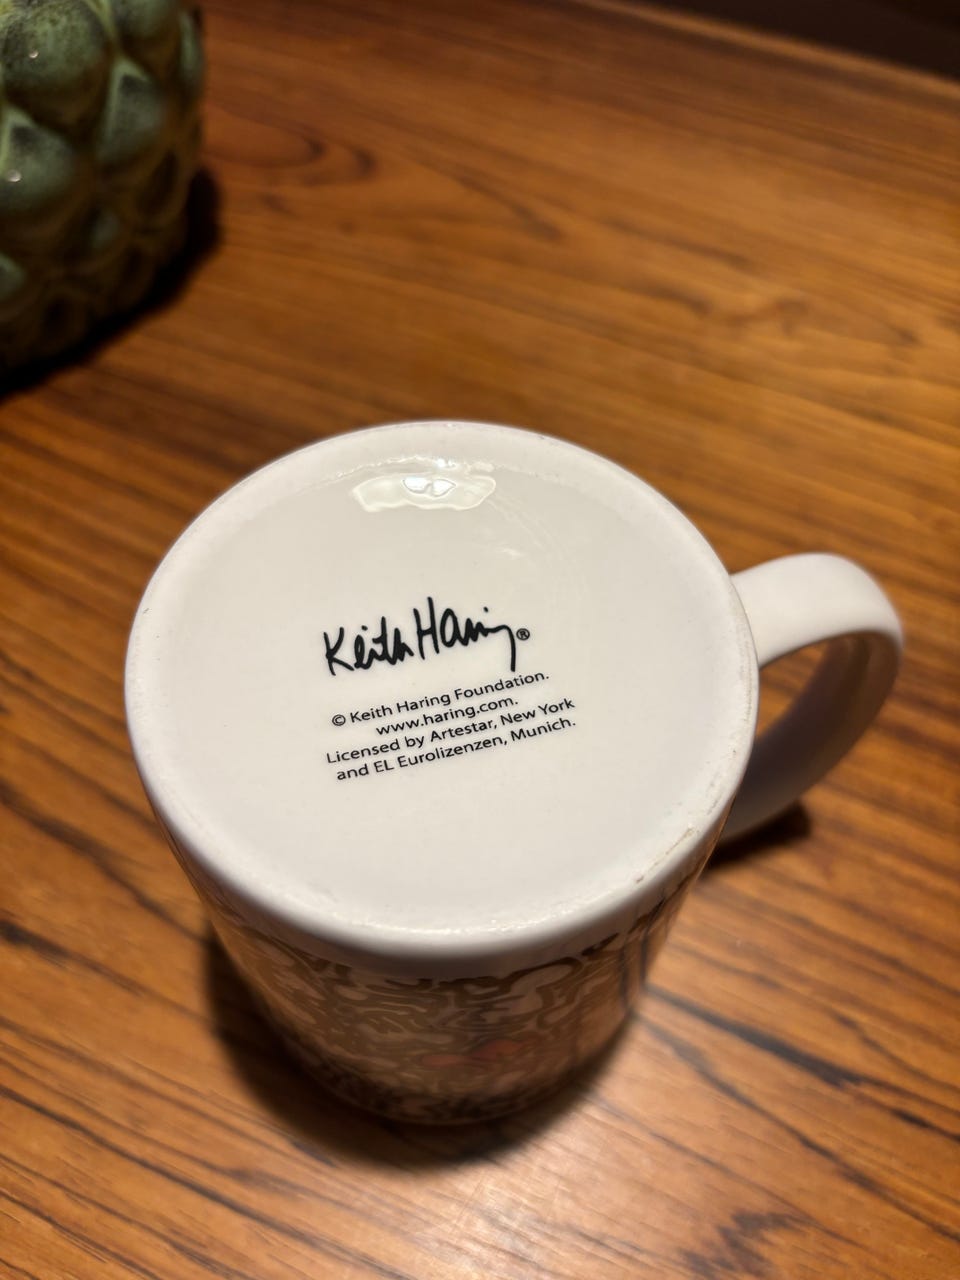 Keith Haring®
© Keith Haring Foundation.
www.haring.com.
Licensed by Artestar, New York
and EL Eurolizenzen, Munich.